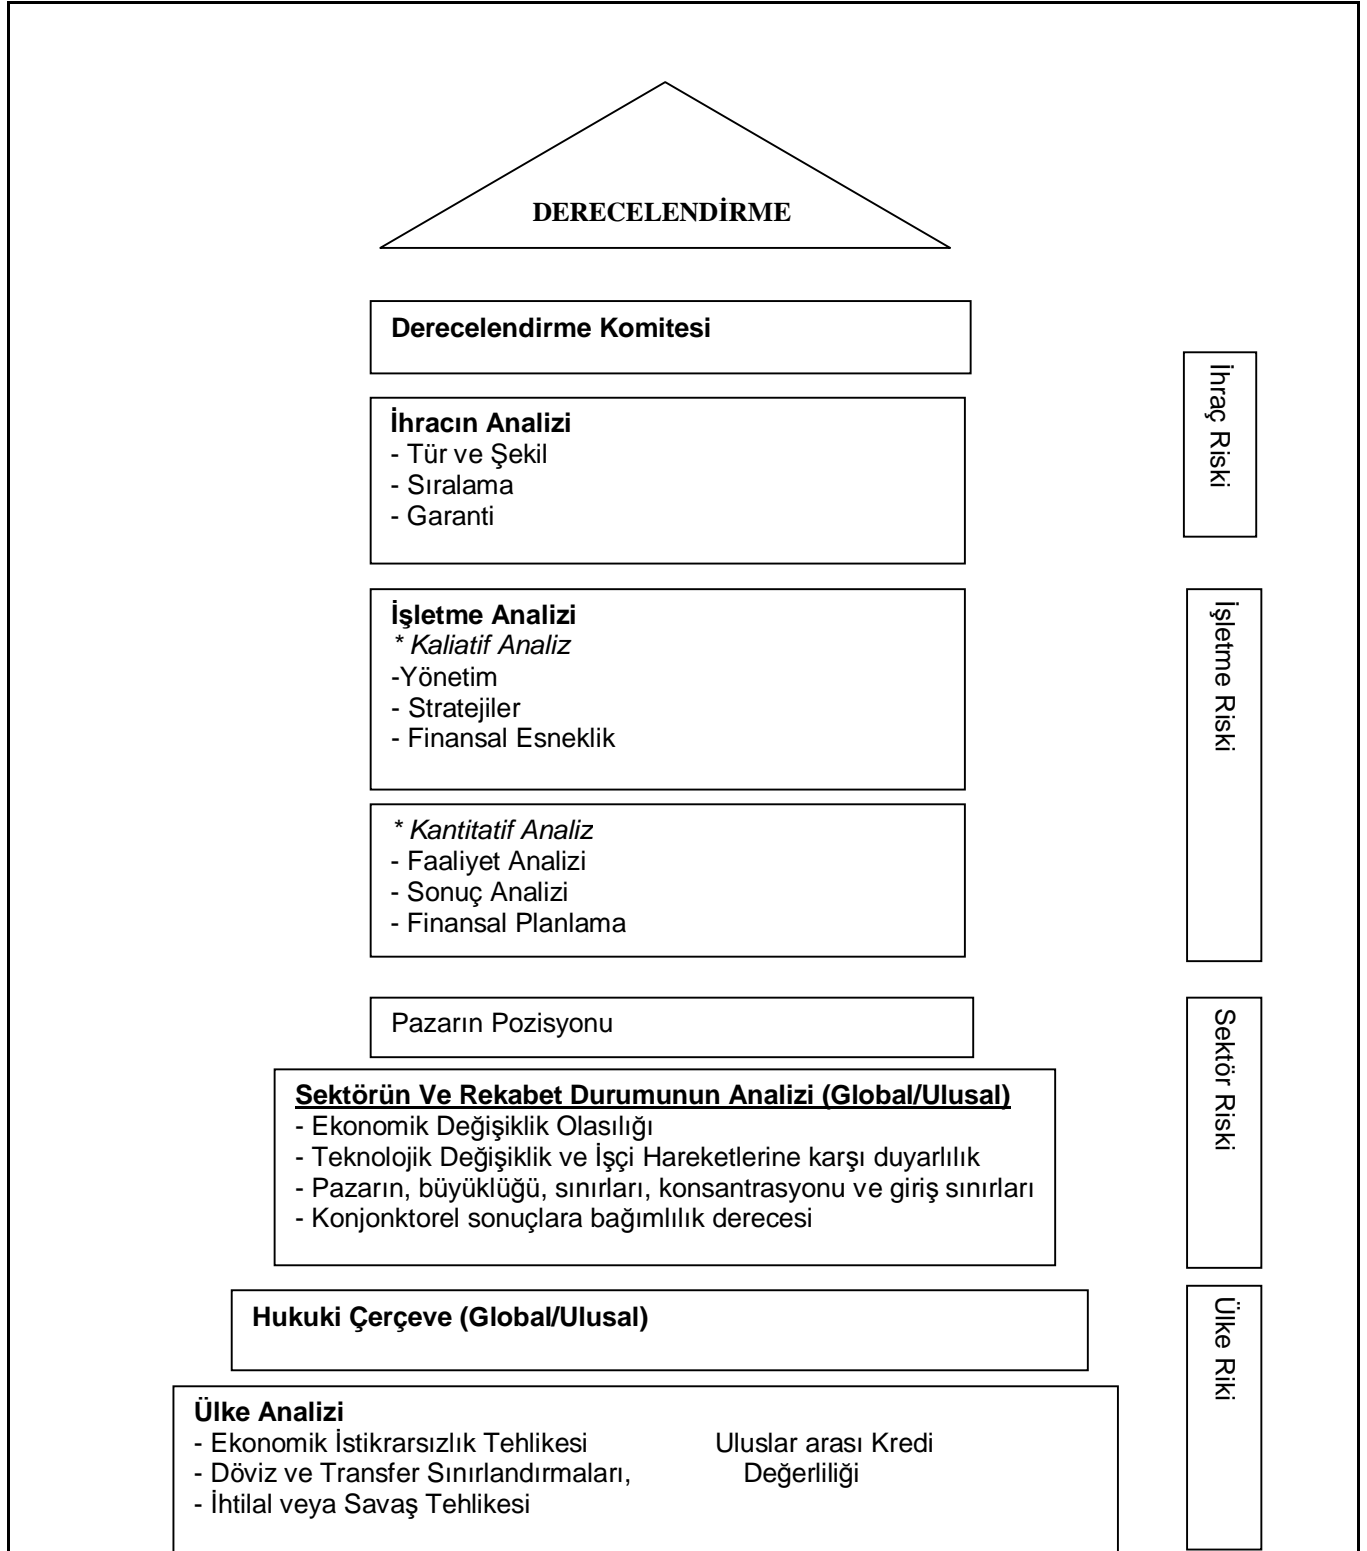 DERECELENDİRME
Derecelendirme Komitesi
İhraç Riski
İhracın Analizi
- Tür ve Şekil
- Sıralama
- Garanti
İşletme Analizi
* Kaliatif Analiz
-Yönetim
- Stratejiler
- Finansal Esneklik
İşletme Riski
* Kantitatif Analiz
- Faaliyet Analizi
- Sonuç Analizi
- Finansal Planlama
Pazarın Pozisyonu
Sektör Riski
Sektörün Ve Rekabet Durumunun Analizi (Global/Ulusal)
- Ekonomik Değişiklik Olasılığı
- Teknolojik Değişiklik ve İşçi Hareketlerine karşı duyarlılık
- Pazarın, büyüklüğü, sınırları, konsantrasyonu ve giriş sınırları
- Konjonktorel sonuçlara bağımlılık derecesi
Hukuki Çerçeve (Global/Ulusal)
Ülke Riki
Ülke Analizi
- Ekonomik İstikrarsızlık Tehlikesi Uluslar arası Kredi
- Döviz ve Transfer Sınırlandırmaları, Değerliliği
- İhtilal veya Savaş Tehlikesi